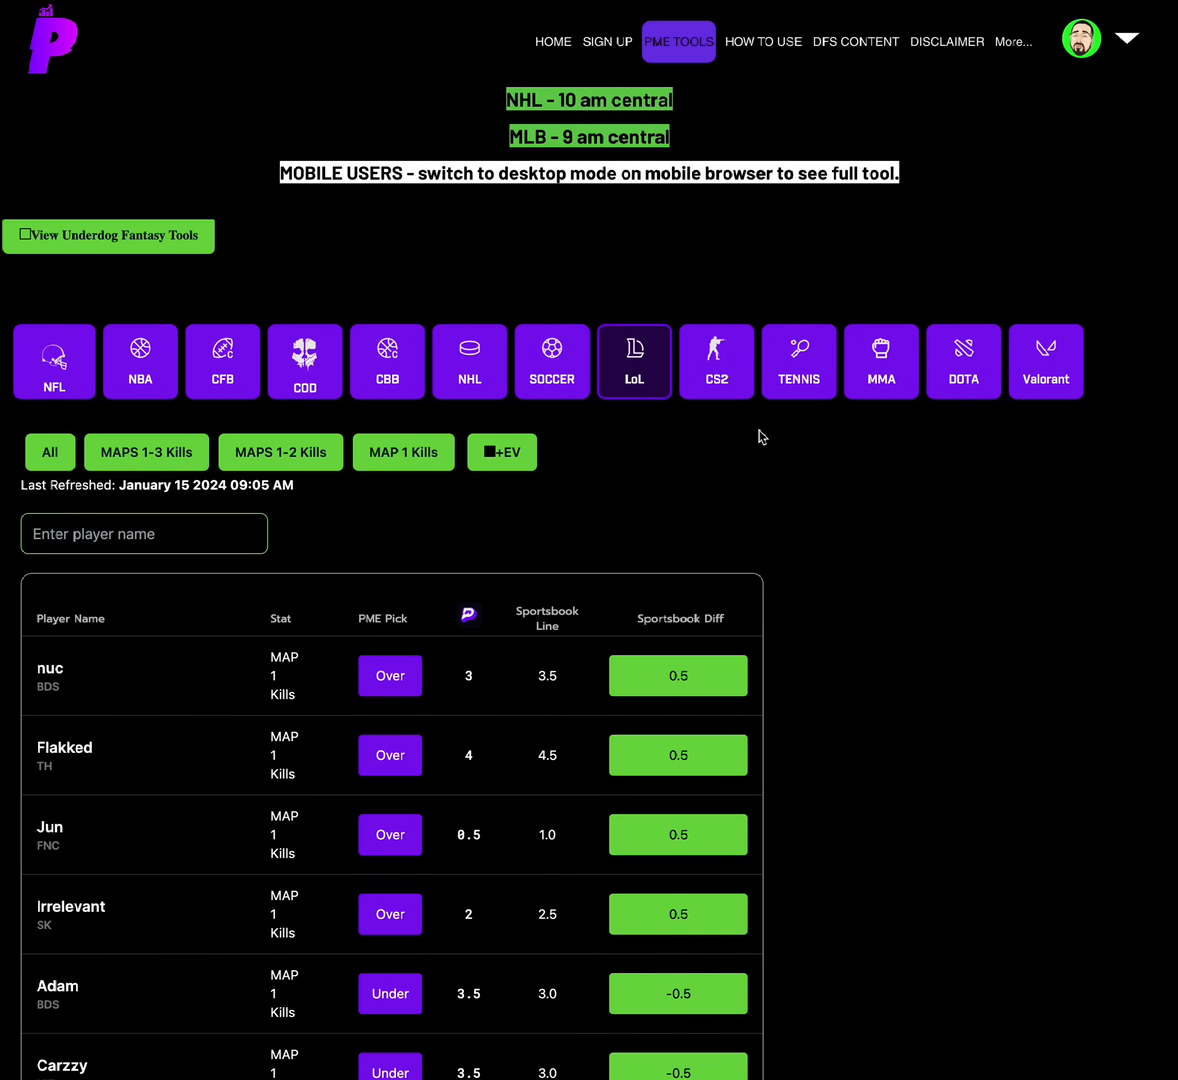 P
HOME SIGN UP PME TOOLS HOW TO USE DFS CONTENT DISCLAIMER More...
NHL - 10 am central
MLB - 9 am central
MOBILE USERS - switch to desktop mode on mobile browser to see full tool.
View Underdog Fantasy Tools
NFL NBA CFB COD CBB NHL SOCCER LoL CS2 TENNIS MMA DOTA Valorant
All MAPS 1-3 Kills MAPS 1-2 Kills MAP 1 Kills +EV
Last Refreshed: January 15 2024 09:05 AM
Enter player name
Player Name Stat PME Pick P Sportsbook Line Sportsbook Diff
nuc
BDS
MAP
1
Kills
Over 3 3.5 0.5
Flakked
TH
MAP
1
Kills
Over 4 4.5 0.5
Jun
FNC
MAP
1
Kills
Over 0.5 1.0 0.5
Irrelevant
SK
MAP
1
Kills
Over 2 2.5 0.5
Adam
BDS
MAP
1
Kills
Under 3.5 3.0 -0.5
Carzzy
MAP
1
Under 3.5 3.0 -0.5